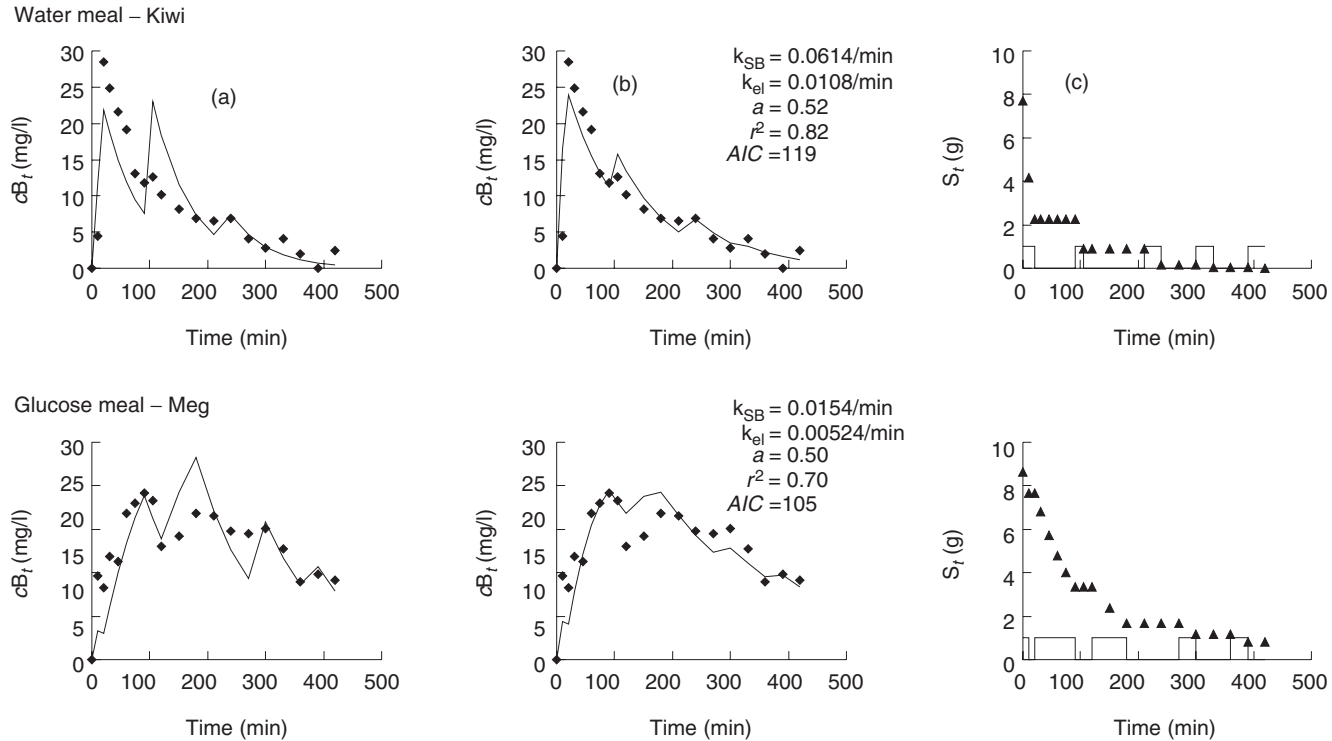 Water meal – Kiwi
(a)
cBt (mg/l)
30
25
20
15
10
5
0
0 100 200 300 400 500
Time (min)
(b)
kSB = 0.0614/min
kel = 0.0108/min
a = 0.52
r² = 0.82
AIC =119
cBt (mg/l)
30
25
20
15
10
5
0
0 100 200 300 400 500
Time (min)
(c)
St (g)
10
8
6
4
2
0
0 100 200 300 400 500
Time (min)
Glucose meal – Meg
cBt (mg/l)
30
25
20
15
10
5
0
0 100 200 300 400 500
Time (min)
kSB = 0.0154/min
kel = 0.00524/min
a = 0.50
r² = 0.70
AIC =105
cBt (mg/l)
30
25
20
15
10
5
0
0 100 200 300 400 500
Time (min)
St (g)
10
8
6
4
2
0
0 100 200 300 400 500
Time (min)